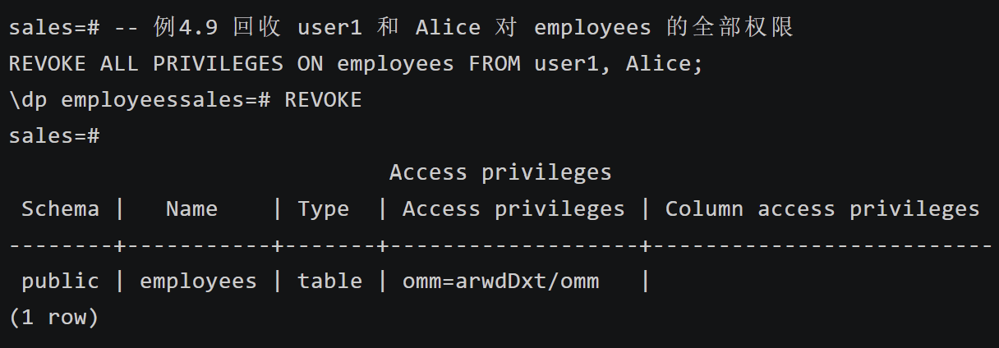 sales=# -- 例4.9 回收 user1 和 Alice 对 employees 的全部权限
REVOKE ALL PRIVILEGES ON employees FROM user1, Alice;
\dp employeessales=# REVOKE
sales=#
                             Access privileges
 Schema |   Name    | Type  | Access privileges | Column access privileges
--------+-----------+-------+-------------------+--------------------------
 public | employees | table | omm=arwdDxt/omm   |
(1 row)